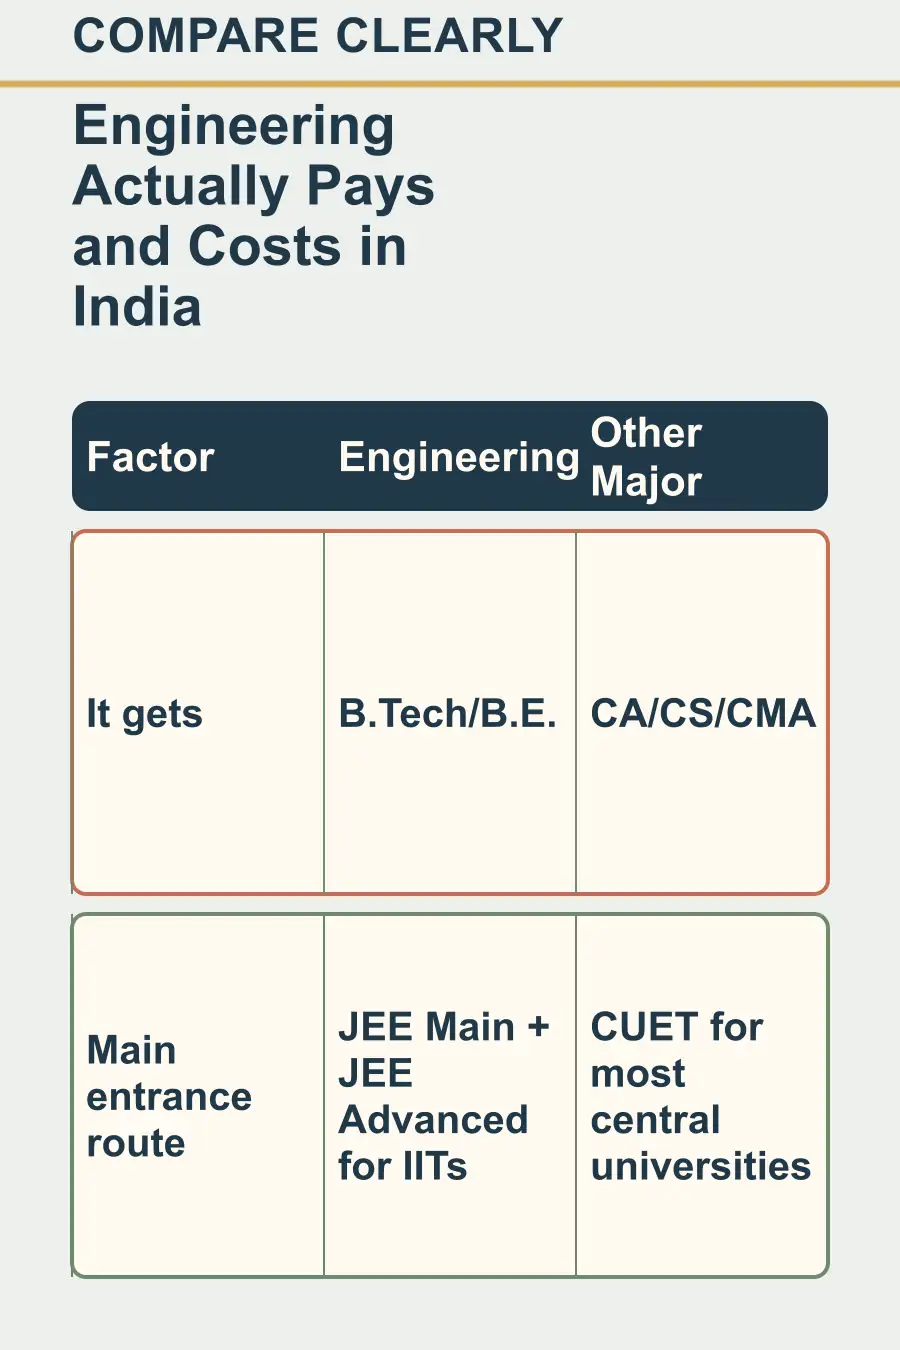 COMPARE CLEARLY
Engineering
Actually Pays
and Costs in
India
Factor
Engineering
Other
Major
It gets
B.Tech/B.E.
CA/CS/CMA
Main
entrance
route
JEE Main +
JEE
Advanced
for IITs
CUET for
most
central
universities